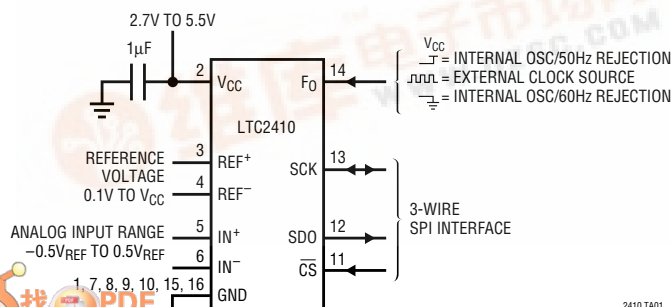 2.7V TO 5.5V
1µF
2
VCC
14
FO
VCC
= INTERNAL OSC/50Hz REJECTION
= EXTERNAL CLOCK SOURCE
= INTERNAL OSC/60Hz REJECTION
LTC2410
REFERENCE
VOLTAGE
0.1V TO VCC
3
REF+
4
REF–
SCK
13
ANALOG INPUT RANGE
–0.5VREF TO 0.5VREF
5
IN+
6
IN–
SDO
12
CS
11
3-WIRE
SPI INTERFACE
1, 7, 8, 9, 10, 15, 16
GND
2410 TA01
找 PDF